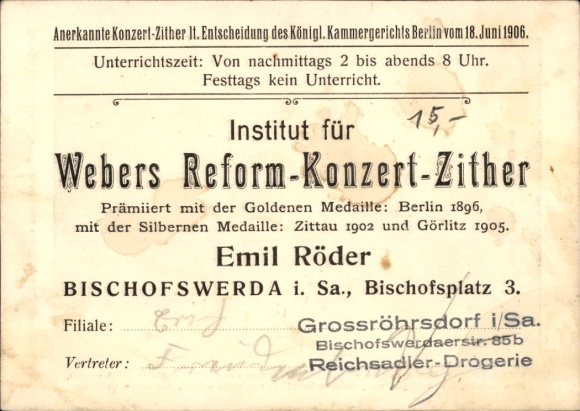 Anerkannte Konzert-Zither lt. Entscheidung des Königl. Kammergerichts Berlin vom 18. Juni 1906.
Unterrichtszeit: Von nachmittags 2 bis abends 8 Uhr.
Festtags kein Unterricht.
15,-
Institut für
Webers Reform-Konzert-Zither
Prämiiert mit der Goldenen Medaille: Berlin 1896,
mit der Silbernen Medaille: Zittau 1902 und Görlitz 1905.
Emil Röder
BISCHOFSWERDA i. Sa., Bischofsplatz 3.
Filiale: Grossröhrsdorf i/Sa.
Bischofswerdaerstr. 85b
Vertreter: Reichsadler-Drogerie